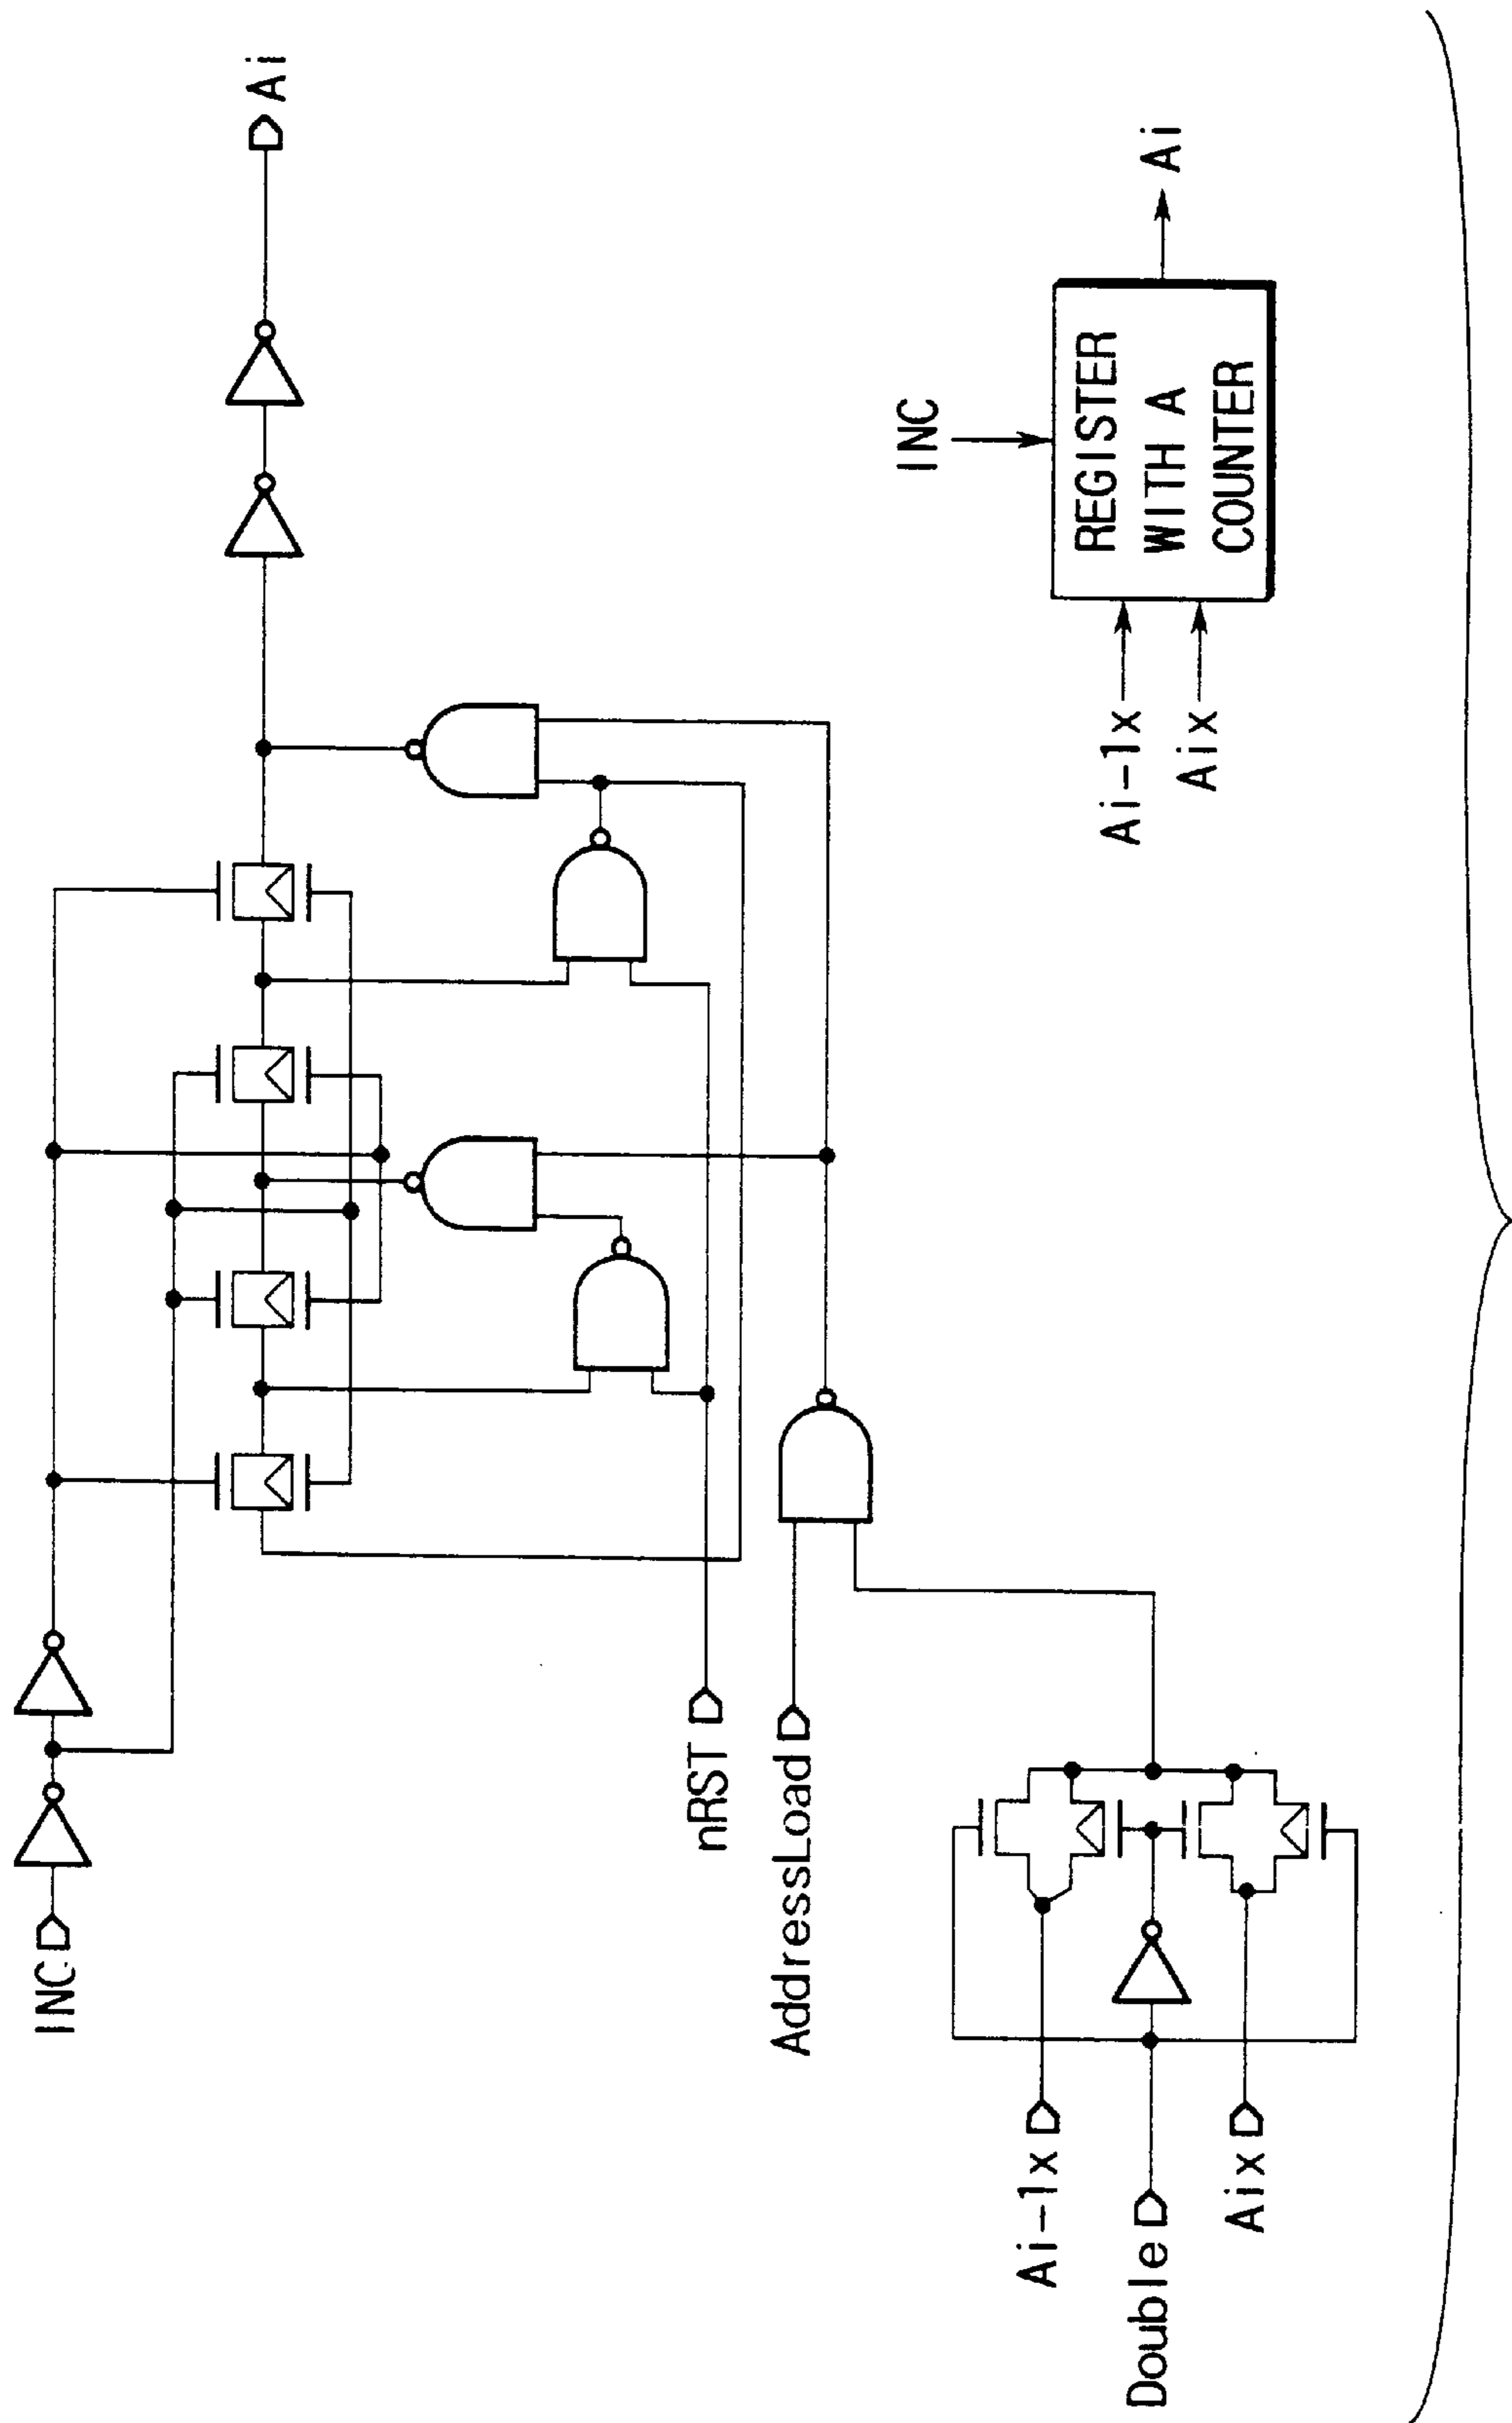 INC
Ai
nRST
AddressLoad
Ai-1x
Double
Aix
INC
Ai-1x
Aix
REGISTER
WITH A
COUNTER
Ai